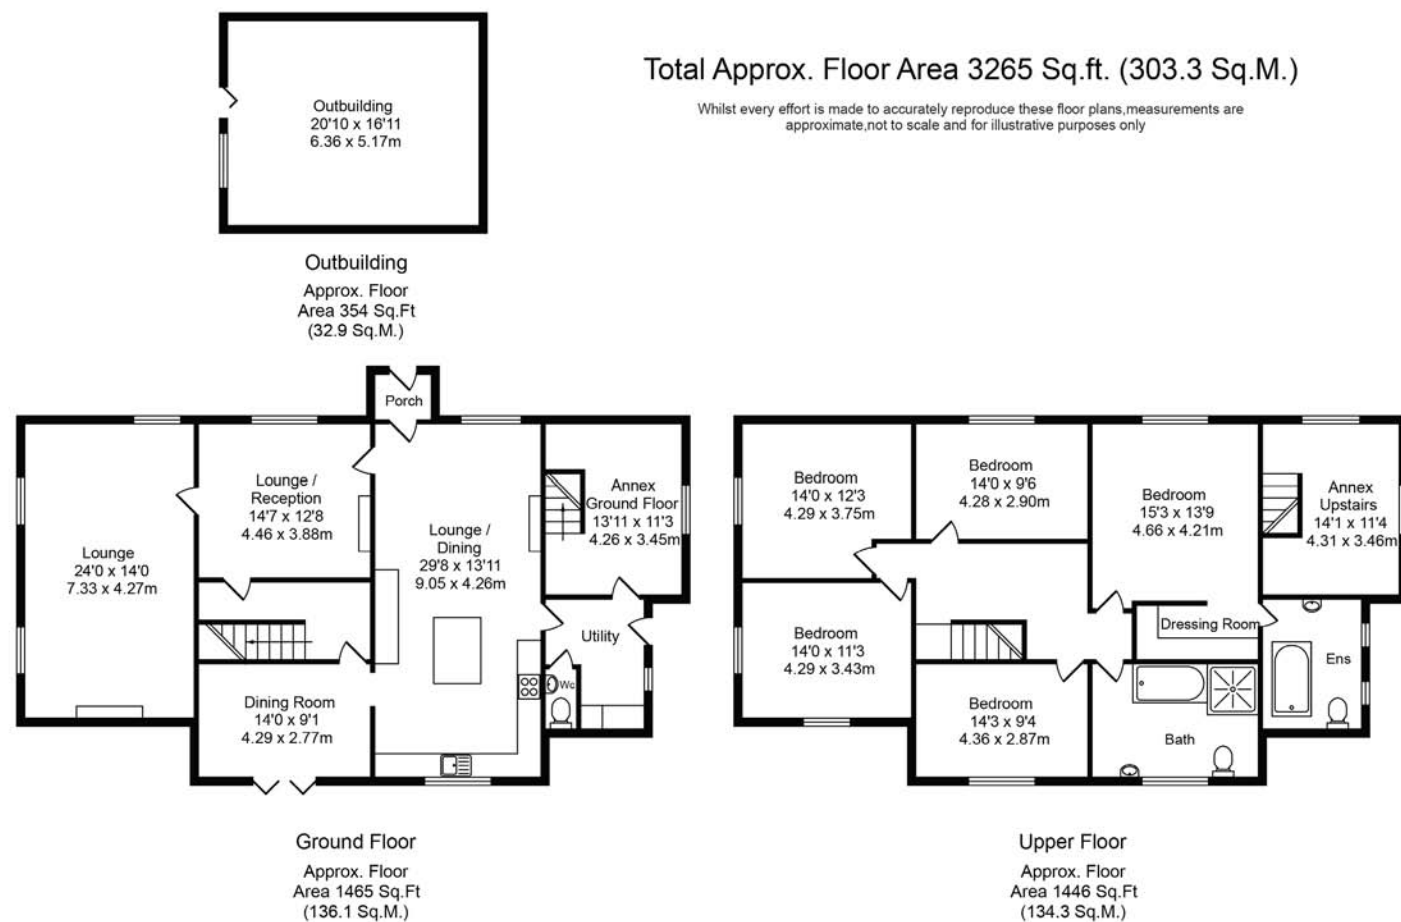 Total Approx. Floor Area 3265 Sq.ft. (303.3 Sq.M.)
Whilst every effort is made to accurately reproduce these floor plans,measurements are
approximate,not to scale and for illustrative purposes only
Outbuilding
20'10 x 16'11
6.36 x 5.17m
Outbuilding
Approx. Floor
Area 354 Sq.Ft
(32.9 Sq.M.)
Porch
Lounge
24'0 x 14'0
7.33 x 4.27m
Lounge /
Reception
14'7 x 12'8
4.46 x 3.88m
Lounge /
Dining
29'8 x 13'11
9.05 x 4.26m
Annex
Ground Floor
13'11 x 11'3
4.26 x 3.45m
Utility
Wc
Dining Room
14'0 x 9'1
4.29 x 2.77m
Ground Floor
Approx. Floor
Area 1465 Sq.Ft
(136.1 Sq.M.)
Bedroom
14'0 x 12'3
4.29 x 3.75m
Bedroom
14'0 x 9'6
4.28 x 2.90m
Bedroom
15'3 x 13'9
4.66 x 4.21m
Annex
Upstairs
14'1 x 11'4
4.31 x 3.46m
Bedroom
14'0 x 11'3
4.29 x 3.43m
Dressing Room
Ens
Bedroom
14'3 x 9'4
4.36 x 2.87m
Bath
Upper Floor
Approx. Floor
Area 1446 Sq.Ft
(134.3 Sq.M.)